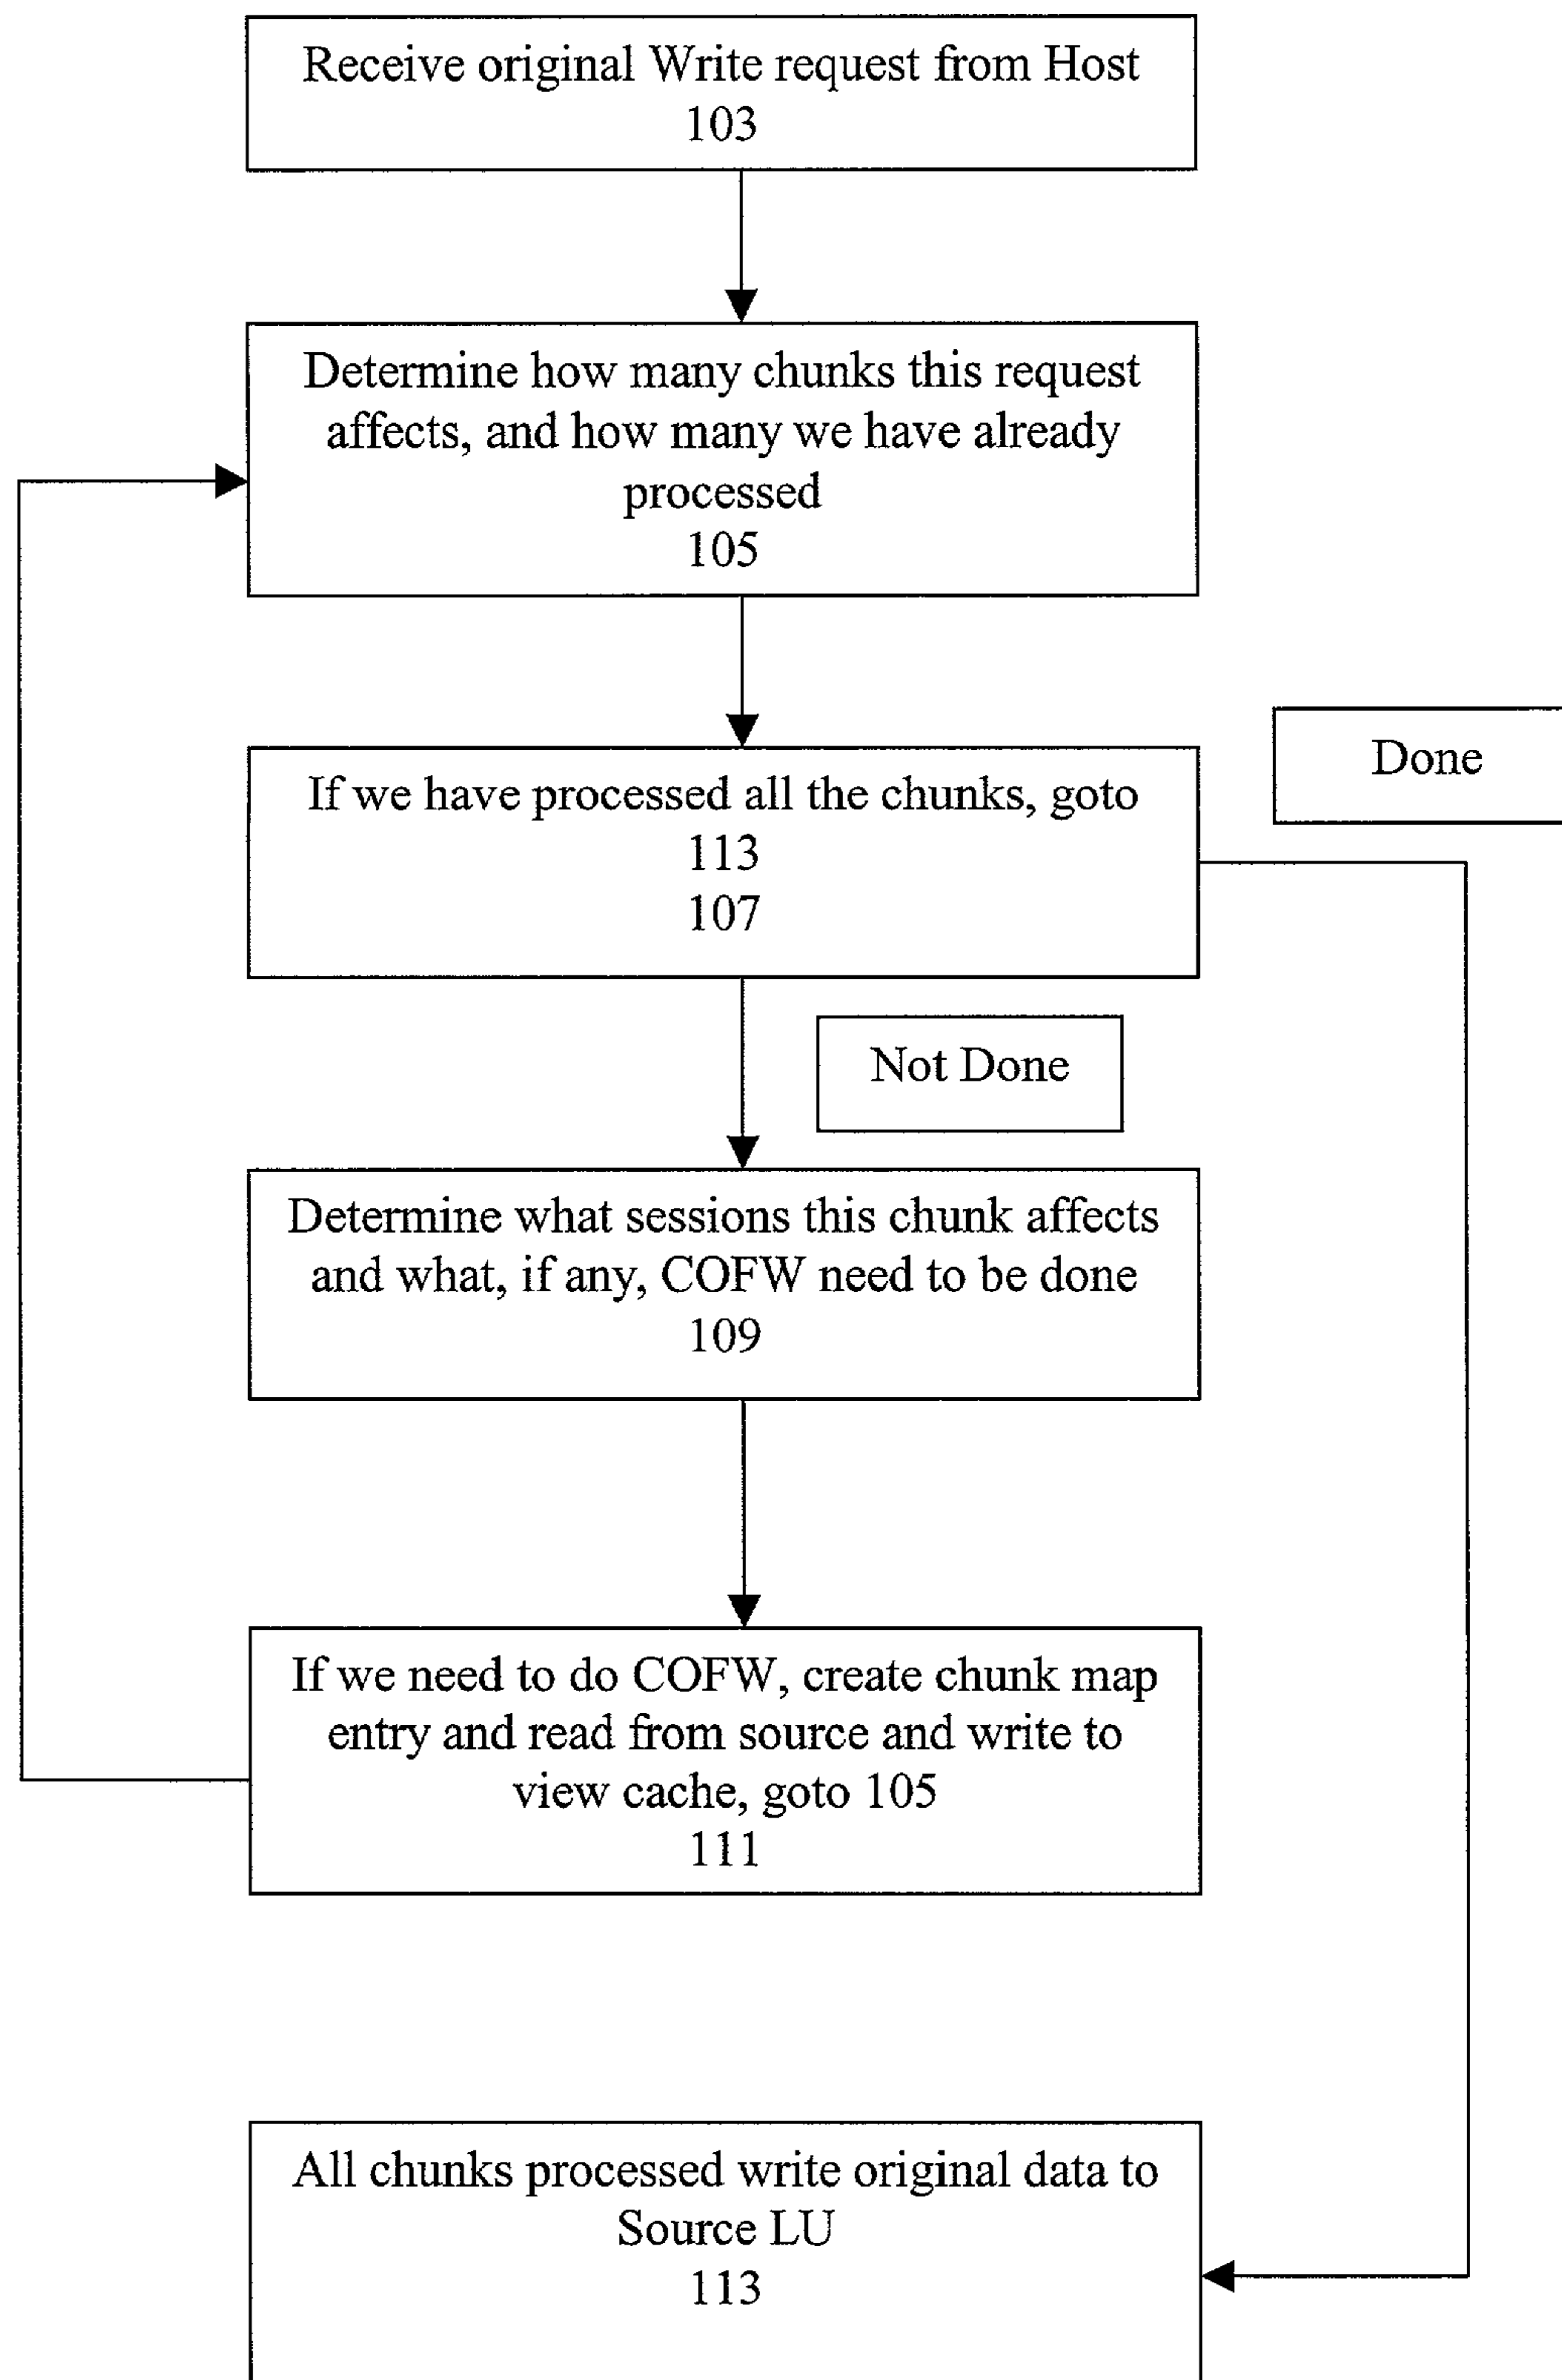 Receive original Write request from Host
103
Determine how many chunks this request
affects, and how many we have already
processed
105
If we have processed all the chunks, goto
113
107
Done
Not Done
Determine what sessions this chunk affects
and what, if any, COFW need to be done
109
If we need to do COFW, create chunk map
entry and read from source and write to
view cache, goto 105
111
All chunks processed write original data to
Source LU
113